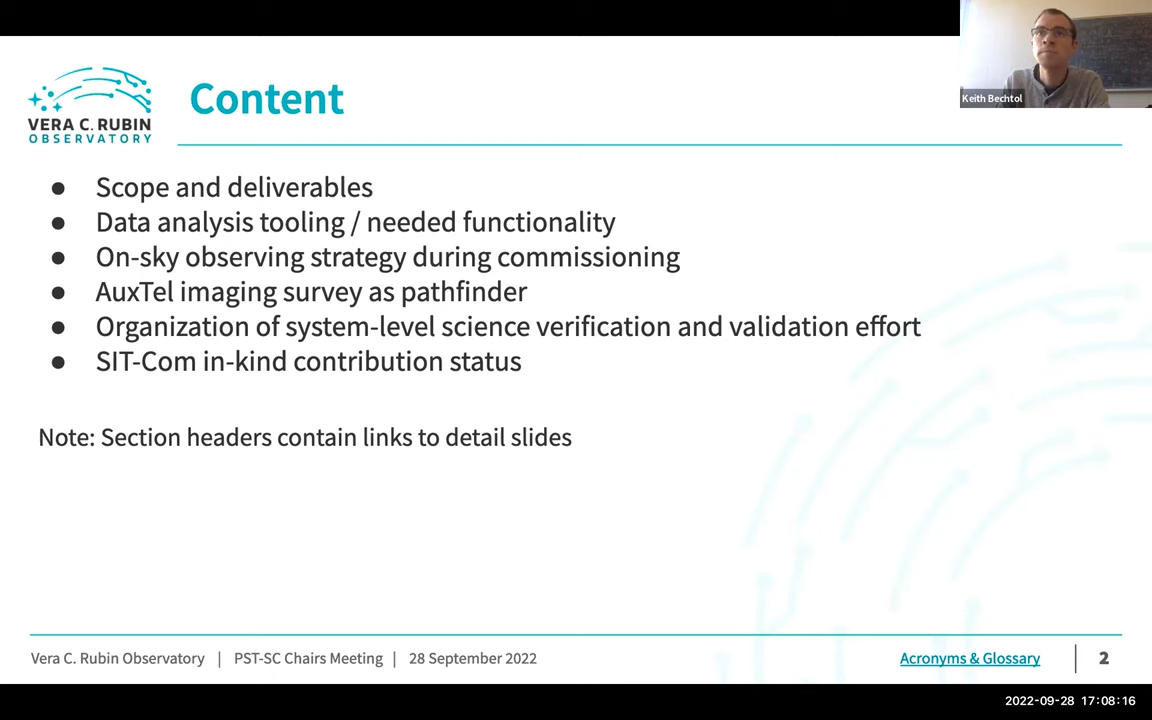 Keith Bechtol
VERA C. RUBIN
OBSERVATORY
Content
● Scope and deliverables
● Data analysis tooling / needed functionality
● On-sky observing strategy during commissioning
● AuxTel imaging survey as pathfinder
● Organization of system-level science verification and validation effort
● SIT-Com in-kind contribution status
Note: Section headers contain links to detail slides
Vera C. Rubin Observatory | PST-SC Chairs Meeting | 28 September 2022 Acronyms & Glossary | 2
2022-09-28 17:08:16